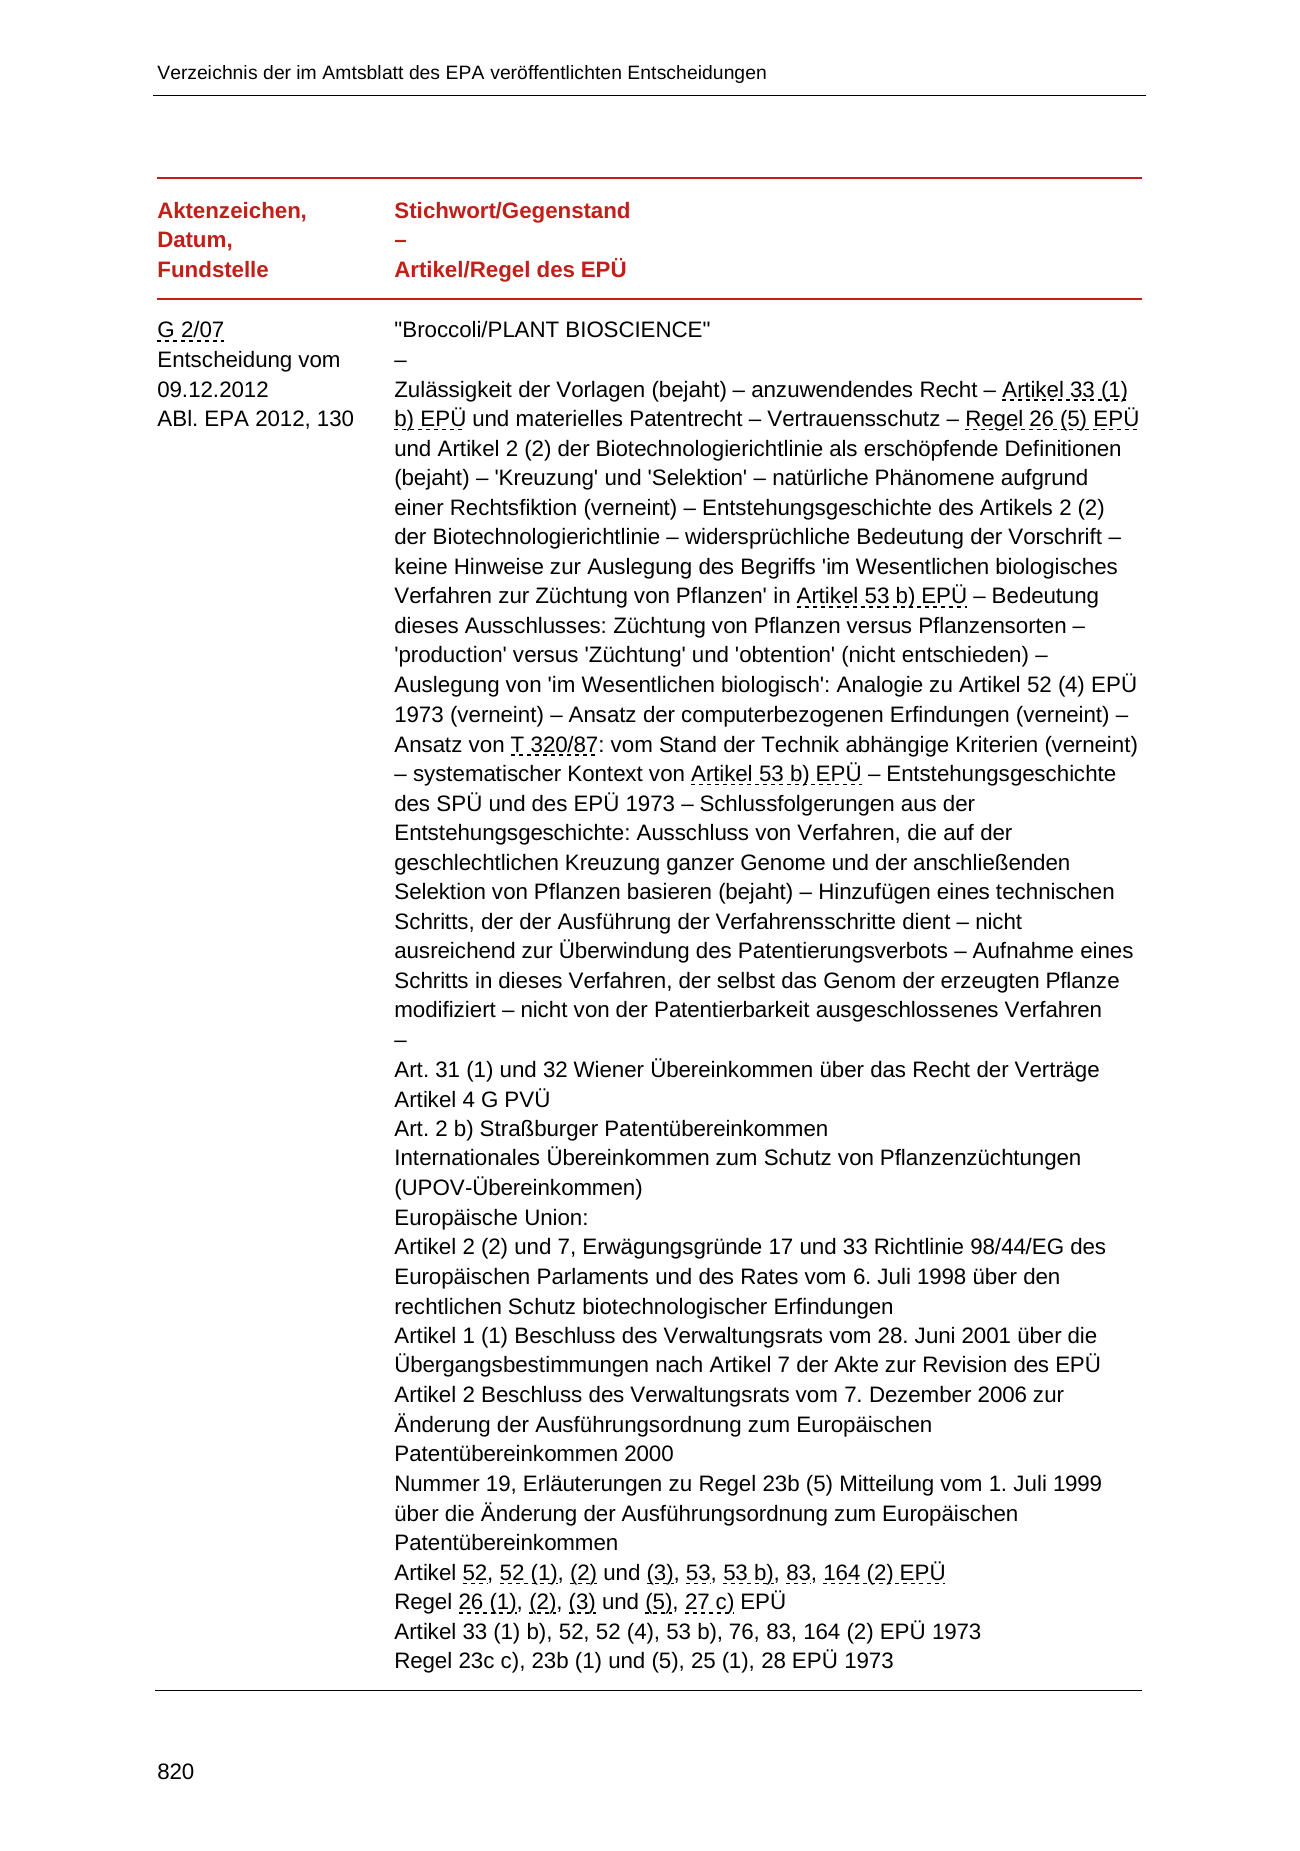 Verzeichnis der im Amtsblatt des EPA veröffentlichten Entscheidungen
Aktenzeichen,
Datum,
Fundstelle
Stichwort/Gegenstand
–
Artikel/Regel des EPÜ
G 2/07
Entscheidung vom
09.12.2012
ABl. EPA 2012, 130
"Broccoli/PLANT BIOSCIENCE"
–
Zulässigkeit der Vorlagen (bejaht) – anzuwendendes Recht – Artikel 33 (1)
b) EPÜ und materielles Patentrecht – Vertrauensschutz – Regel 26 (5) EPÜ
und Artikel 2 (2) der Biotechnologierichtlinie als erschöpfende Definitionen
(bejaht) – 'Kreuzung' und 'Selektion' – natürliche Phänomene aufgrund
einer Rechtsfiktion (verneint) – Entstehungsgeschichte des Artikels 2 (2)
der Biotechnologierichtlinie – widersprüchliche Bedeutung der Vorschrift –
keine Hinweise zur Auslegung des Begriffs 'im Wesentlichen biologisches
Verfahren zur Züchtung von Pflanzen' in Artikel 53 b) EPÜ – Bedeutung
dieses Ausschlusses: Züchtung von Pflanzen versus Pflanzensorten –
'production' versus 'Züchtung' und 'obtention' (nicht entschieden) –
Auslegung von 'im Wesentlichen biologisch': Analogie zu Artikel 52 (4) EPÜ
1973 (verneint) – Ansatz der computerbezogenen Erfindungen (verneint) –
Ansatz von T 320/87: vom Stand der Technik abhängige Kriterien (verneint)
– systematischer Kontext von Artikel 53 b) EPÜ – Entstehungsgeschichte
des SPÜ und des EPÜ 1973 – Schlussfolgerungen aus der
Entstehungsgeschichte: Ausschluss von Verfahren, die auf der
geschlechtlichen Kreuzung ganzer Genome und der anschließenden
Selektion von Pflanzen basieren (bejaht) – Hinzufügen eines technischen
Schritts, der der Ausführung der Verfahrensschritte dient – nicht
ausreichend zur Überwindung des Patentierungsverbots – Aufnahme eines
Schritts in dieses Verfahren, der selbst das Genom der erzeugten Pflanze
modifiziert – nicht von der Patentierbarkeit ausgeschlossenes Verfahren
–
Art. 31 (1) und 32 Wiener Übereinkommen über das Recht der Verträge
Artikel 4 G PVÜ
Art. 2 b) Straßburger Patentübereinkommen
Internationales Übereinkommen zum Schutz von Pflanzenzüchtungen
(UPOV-Übereinkommen)
Europäische Union:
Artikel 2 (2) und 7, Erwägungsgründe 17 und 33 Richtlinie 98/44/EG des
Europäischen Parlaments und des Rates vom 6. Juli 1998 über den
rechtlichen Schutz biotechnologischer Erfindungen
Artikel 1 (1) Beschluss des Verwaltungsrats vom 28. Juni 2001 über die
Übergangsbestimmungen nach Artikel 7 der Akte zur Revision des EPÜ
Artikel 2 Beschluss des Verwaltungsrats vom 7. Dezember 2006 zur
Änderung der Ausführungsordnung zum Europäischen
Patentübereinkommen 2000
Nummer 19, Erläuterungen zu Regel 23b (5) Mitteilung vom 1. Juli 1999
über die Änderung der Ausführungsordnung zum Europäischen
Patentübereinkommen
Artikel 52, 52 (1), (2) und (3), 53, 53 b), 83, 164 (2) EPÜ
Regel 26 (1), (2), (3) und (5), 27 c) EPÜ
Artikel 33 (1) b), 52, 52 (4), 53 b), 76, 83, 164 (2) EPÜ 1973
Regel 23c c), 23b (1) und (5), 25 (1), 28 EPÜ 1973
820